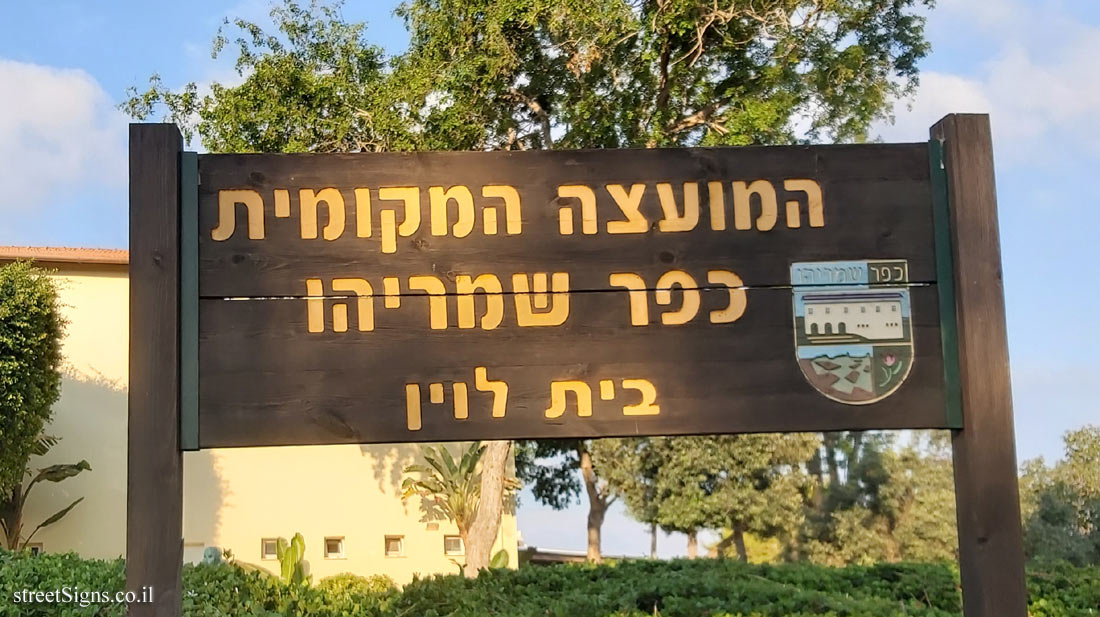 המועצה המקומית
כפר שמריהו
כפר שמריהו
בית לוין
streetSigns.co.il